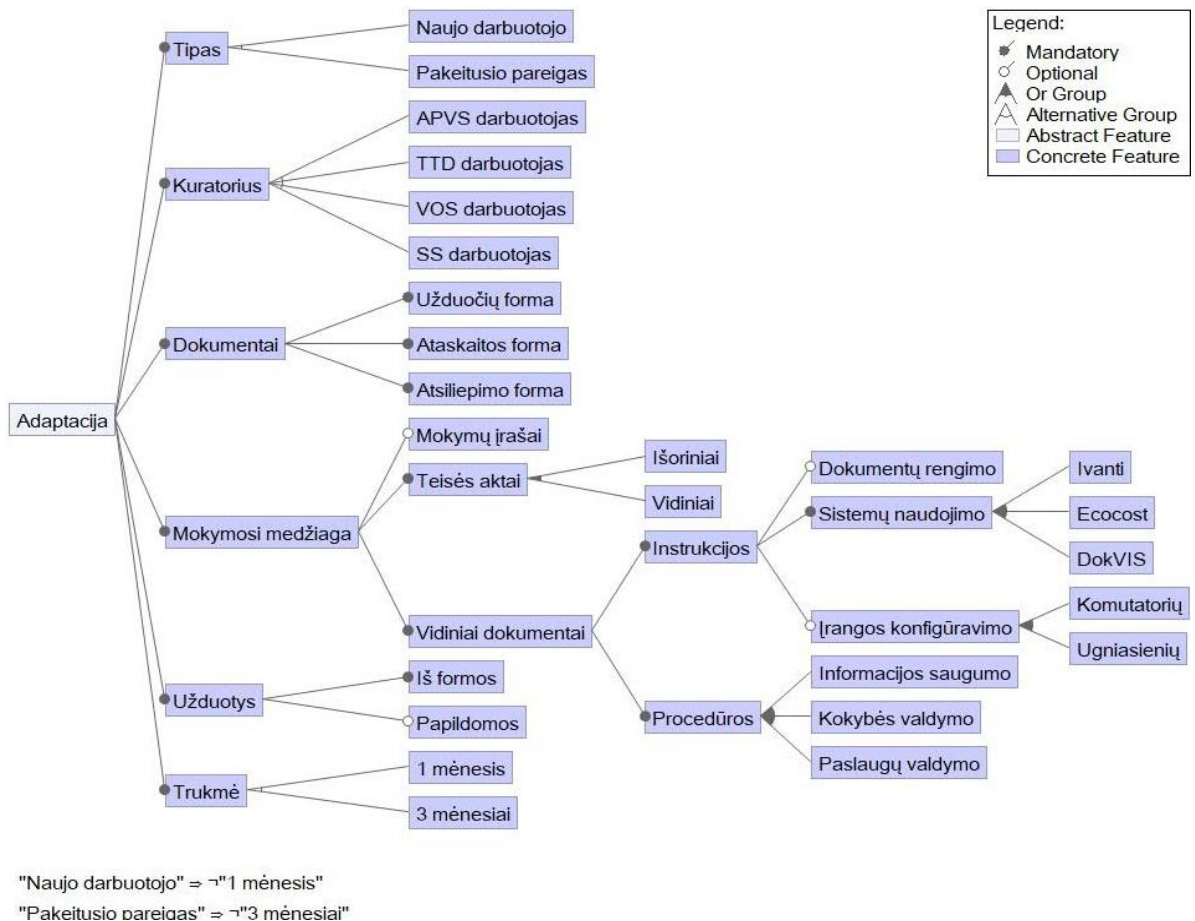 Legend:
Mandatory
Optional
Or Group
Alternative Group
Abstract Feature
Concrete Feature
Adaptacija
Tipas
Naujo darbuotojo
Pakeitusio pareigas
Kuratorius
APVS darbuotojas
TTD darbuotojas
VOS darbuotojas
SS darbuotojas
Dokumentai
Užduočių forma
Ataskaitos forma
Atsiliepimo forma
Mokymosi medžiaga
Mokymų įrašai
Teisės aktai
Išoriniai
Vidiniai
Vidiniai dokumentai
Instrukcijos
Dokumentų rengimo
Sistemų naudojimo
Ivanti
Ecocost
DokVIS
Įrangos konfigūravimo
Komutatorių
Ugniasienių
Procedūros
Informacijos saugumo
Kokybės valdymo
Paslaugų valdymo
Užduotys
Iš formos
Papildomos
Trukmė
1 mėnesis
3 mėnesiai
"Naujo darbuotojo" ⇒ ¬"1 mėnesis"
"Pakeitusio pareigas" ⇒ ¬"3 mėnesiai"